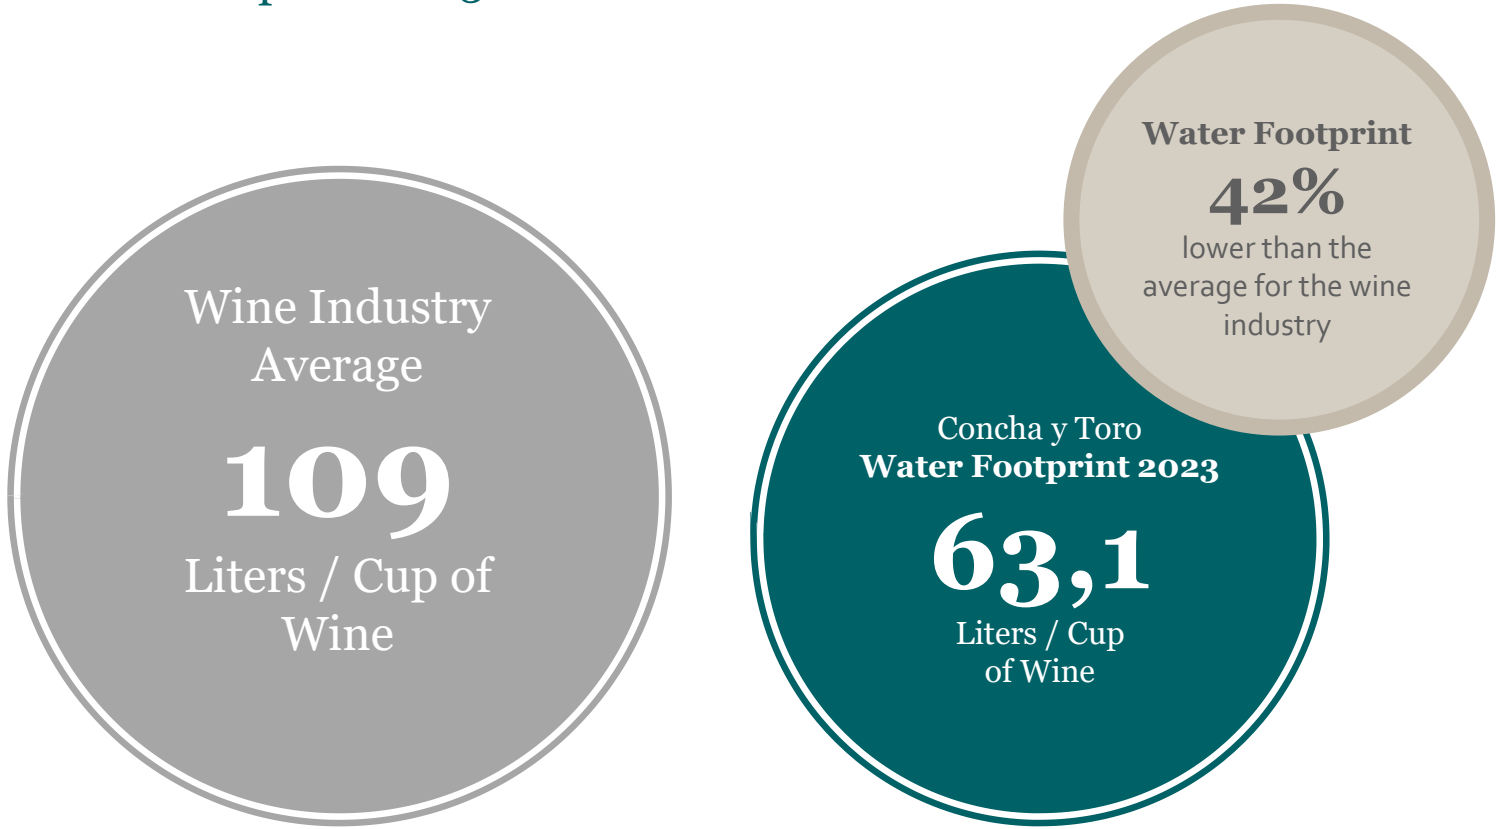 Wine Industry
Average
109
Liters / Cup of
Wine
Concha y Toro
Water Footprint 2023
63,1
Liters / Cup
of Wine
Water Footprint
42%
lower than the
average for the wine
industry